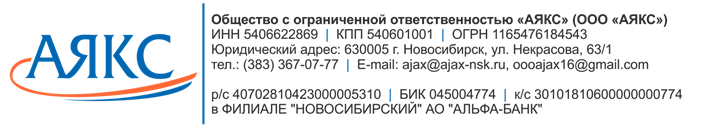 АЯКС
Общество с ограниченной ответственностью «АЯКС» (ООО «АЯКС»)
ИНН 5406622869 | КПП 540601001 | ОГРН 1165476184543
Юридический адрес: 630005 г. Новосибирск, ул. Некрасова, 63/1
тел.: (383) 367-07-77 | E-mail: ajax@ajax-nsk.ru, oooajax16@gmail.com
р/с 40702810423000005310 | БИК 045004774 | к/с 30101810600000000774
в ФИЛИАЛЕ "НОВОСИБИРСКИЙ" АО "АЛЬФА-БАНК"